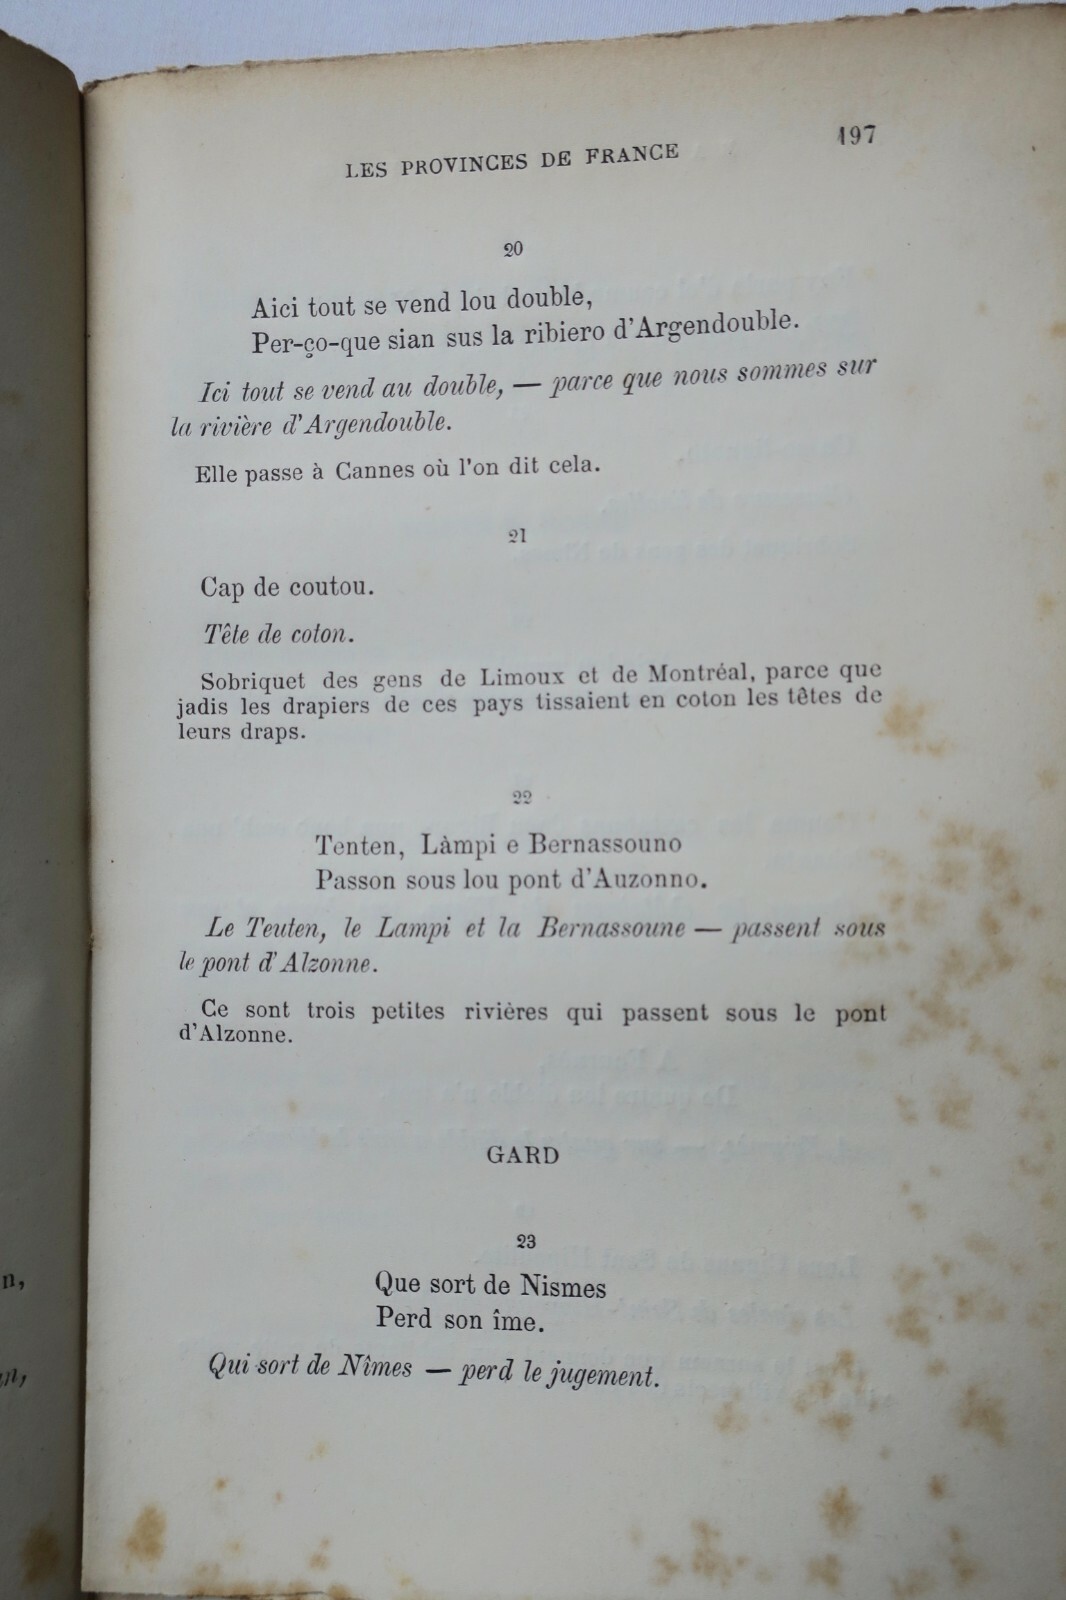 LES PROVINCES DE FRANCE
197
20
Aici tout se vend lou double,
Per-ço-que sian sus la ribiero d'Argendouble.
Ici tout se vend au double, — parce que nous sommes sur
la rivière d'Argendouble.
Elle passe à Cannes où l'on dit cela.
21
Cap de coutou.
Tête de coton.
Sobriquet des gens de Limoux et de Montréal, parce que
jadis les drapiers de ces pays tissaient en coton les têtes de
leurs draps.
22
Tenten, Làmpi e Bernassouno
Passon sous lou pont d'Auzonno.
Le Teuten, le Lampi et la Bernassoune — passent sous
le pont d'Alzonne.
Ce sont trois petites rivières qui passent sous le pont
d'Alzonne.
GARD
23
Que sort de Nismes
Perd son îme.
Qui sort de Nîmes — perd le jugement.